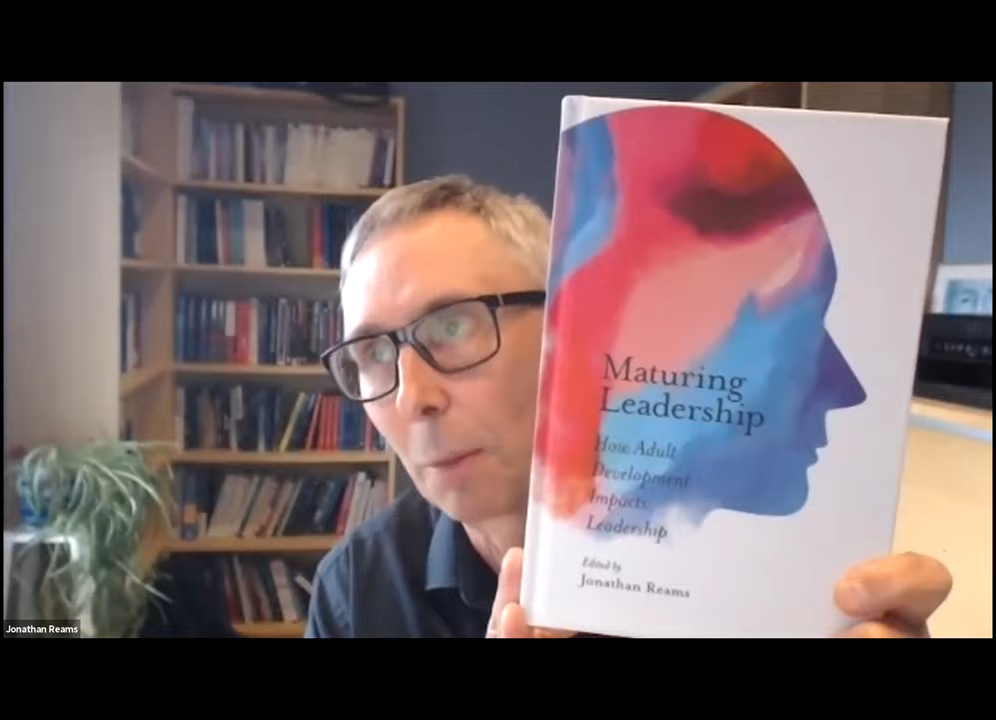 Maturing
Leadership
How Adult
Development
Impacts
Leadership
Edited by
Jonathan Reams
Jonathan Reams